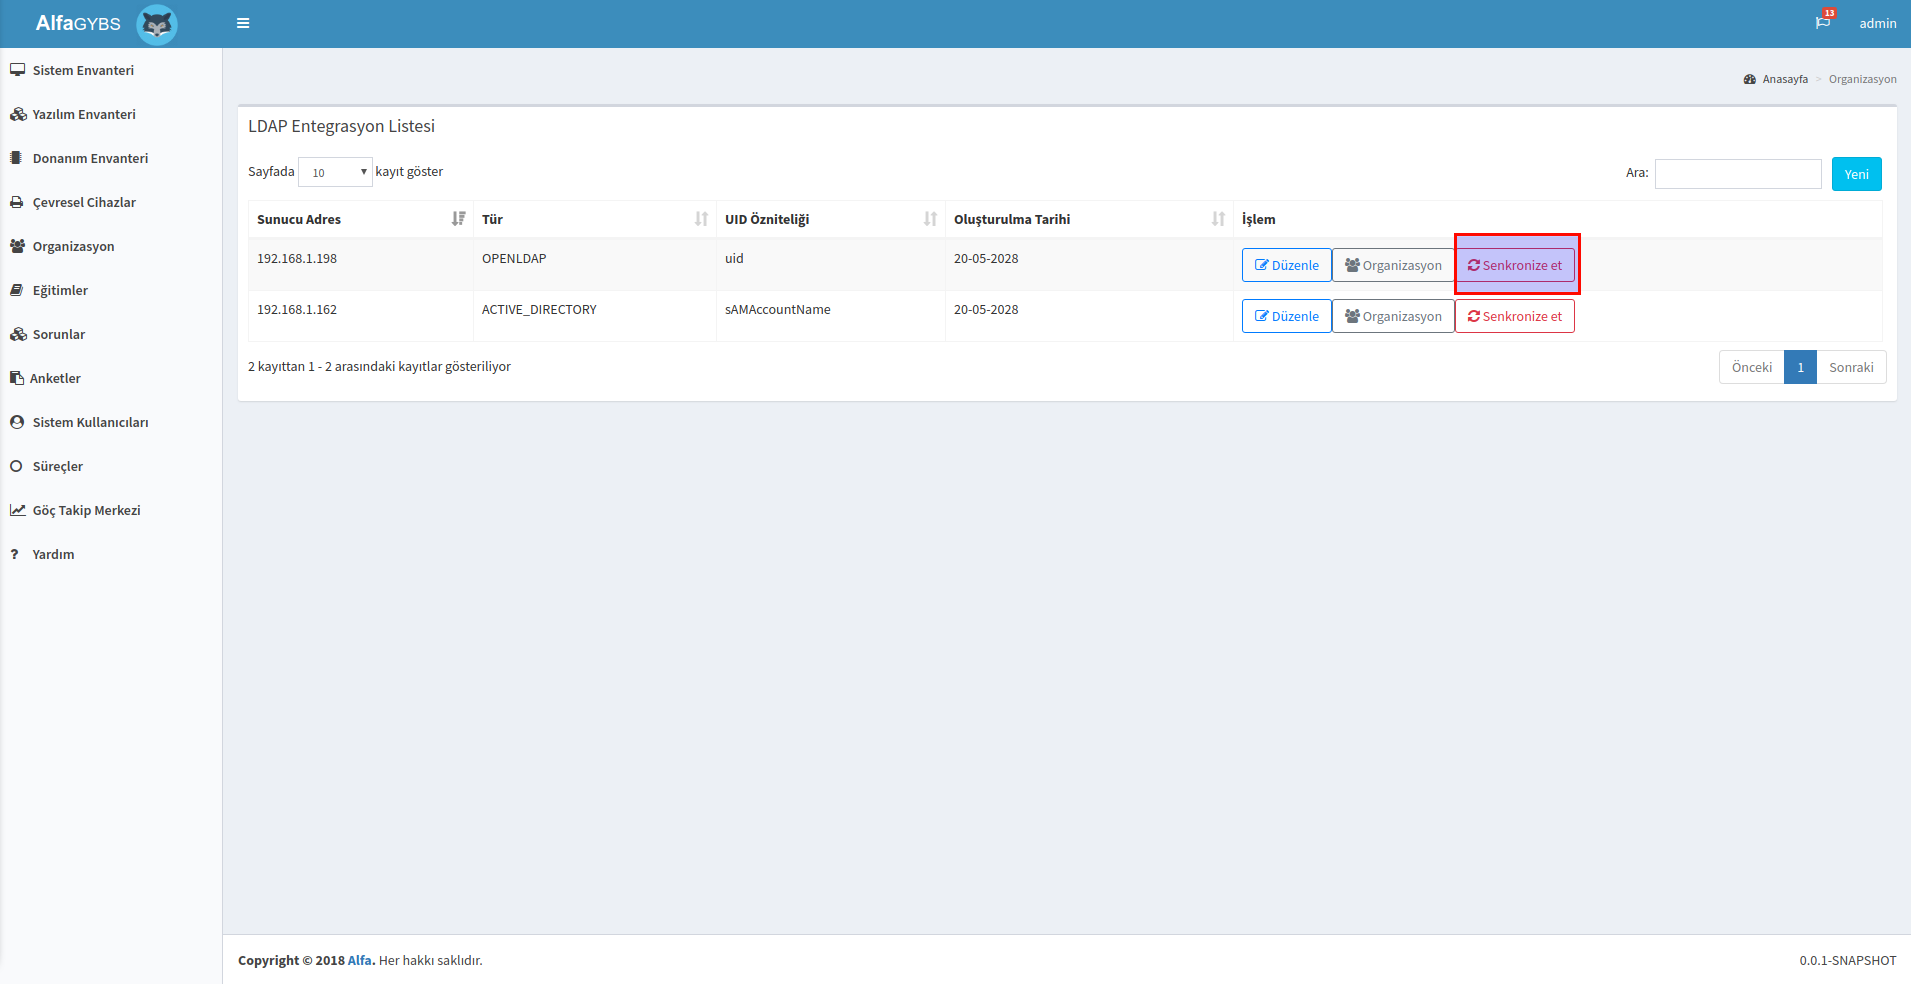 AlfaGYBS
13
admin
Sistem Envanteri
Yazılım Envanteri
Donanım Envanteri
Çevresel Cihazlar
Organizasyon
Eğitimler
Sorunlar
Anketler
Sistem Kullanıcıları
Süreçler
Göç Takip Merkezi
? Yardım
Anasayfa > Organizasyon
LDAP Entegrasyon Listesi
Sayfada 10 kayıt göster
Ara:
Yeni
Sunucu Adres Tür UID Özniteliği Oluşturulma Tarihi İşlem
192.168.1.198 OPENLDAP uid 20-05-2028 Düzenle Organizasyon Senkronize et
192.168.1.162 ACTIVE_DIRECTORY sAMAccountName 20-05-2028 Düzenle Organizasyon Senkronize et
2 kayıttan 1 - 2 arasındaki kayıtlar gösteriliyor
Önceki 1 Sonraki
Copyright © 2018 Alfa. Her hakkı saklıdır.
0.0.1-SNAPSHOT